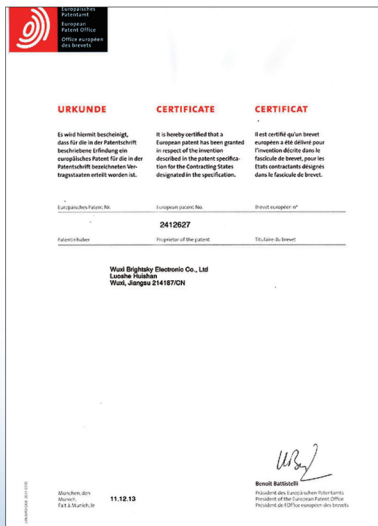 Europäisches
Patentamt
European
Patent Office
Office européen
des brevets
URKUNDE
Es wird hiermit bescheinigt,
dass für die in der Patentschrift
beschriebene Erfindung ein
europäisches Patent für die in der
Patentschrift bezeichneten Ver-
tragsstaaten erteilt worden ist.
CERTIFICATE
It is hereby certified that a
European patent has been granted
in respect of the invention
described in the patent specifica-
tion for the Contracting States
designated in the specification.
CERTIFICAT
Il est certifié qu'un brevet
européen a été délivré pour
l'invention décrite dans le
fascicule de brevet, pour les
Etats contractants désignés
dans le fascicule de brevet.
Europäisches Patent Nr.
European patent No.
Brevet européen n°
2412627
Patentinhaber
Proprietor of the patent
Titulaire du brevet
Wuxi Brightsky Electronic Co., Ltd
Luoshe Huishan
Wuxi, Jiangsu 214187/CN
München, den
Munich,
Fait à Munich, le
11.12.13
Benoît Battistelli
Präsident des Europäischen Patentamts
President of the European Patent Office
Président de l'Office européen des brevets